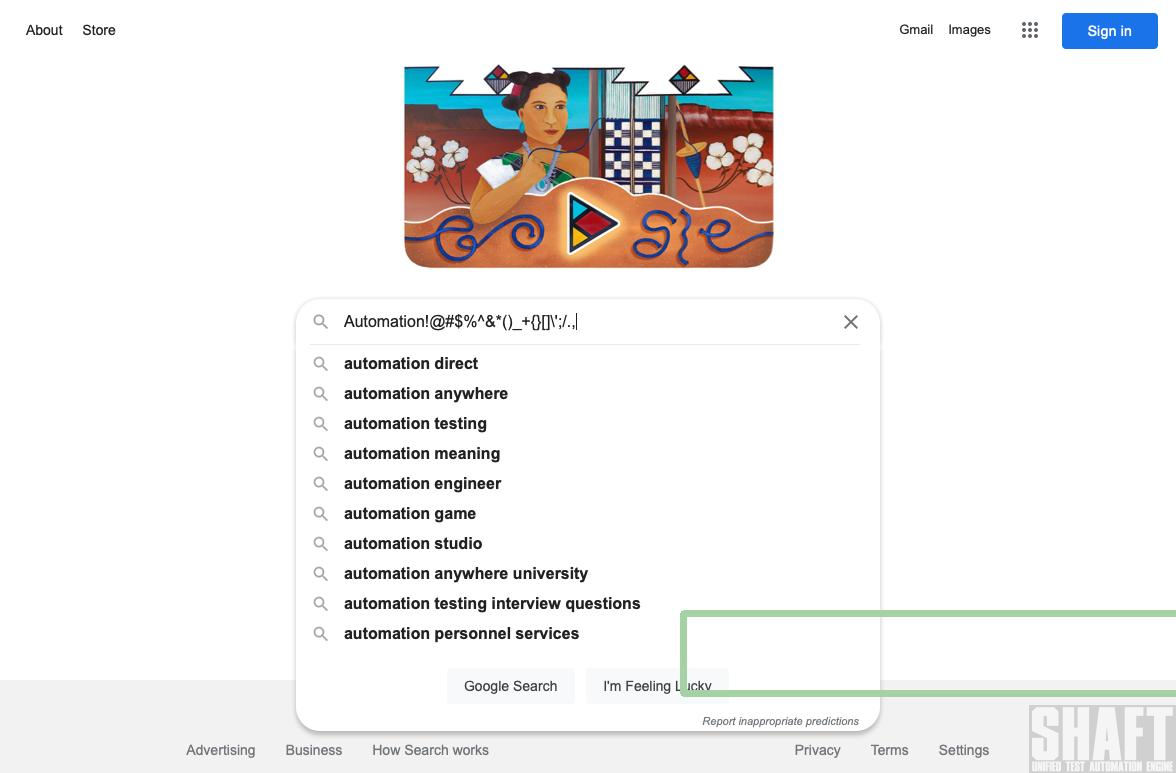 About Store Gmail Images Sign in
Automation!@#$%^&*()_+{}[]\';/.,
automation direct
automation anywhere
automation testing
automation meaning
automation engineer
automation game
automation studio
automation anywhere university
automation testing interview questions
automation personnel services
Google Search I'm Feeling Lucky
Report inappropriate predictions
Advertising Business How Search works Privacy Terms Settings
SHAFT
UNIFIED TEST AUTOMATION ENGINE